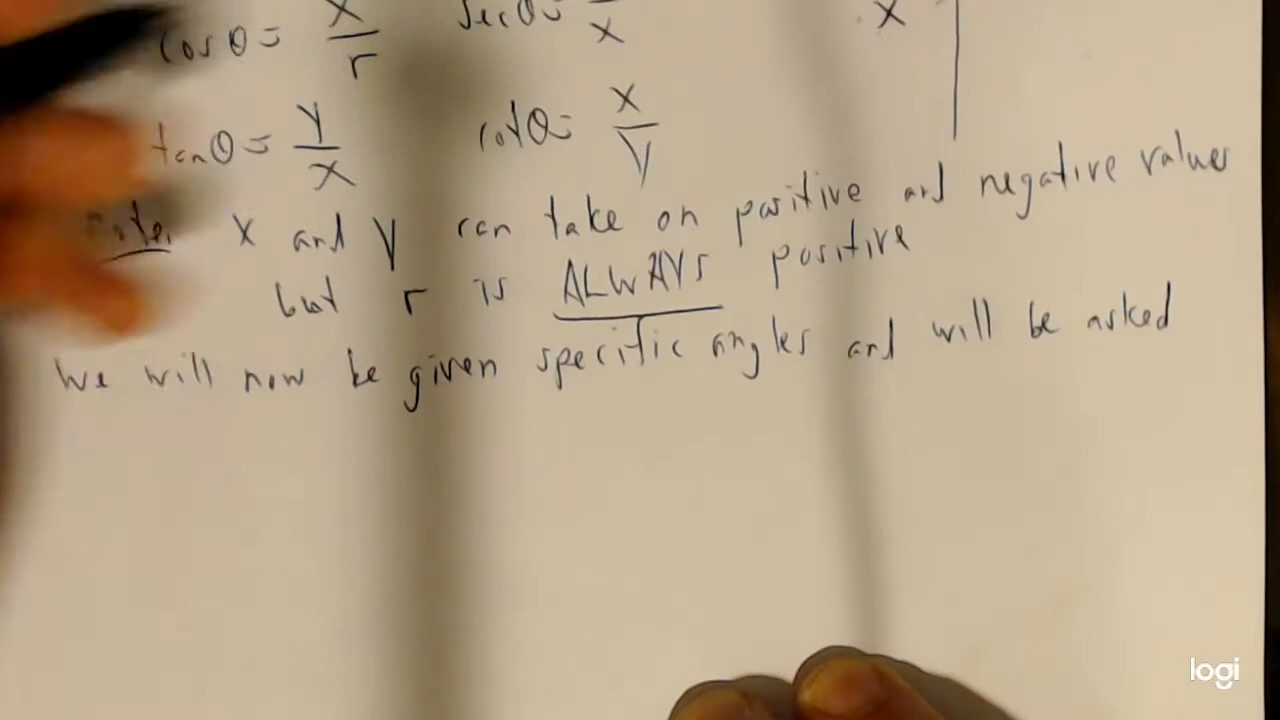 cos θ = x/r sec θ = /x x
tan θ = y/x cot θ = x/y
Note: x and y can take on positive and negative values
but r is ALWAYS positive
We will now be given specific angles and will be asked
logi